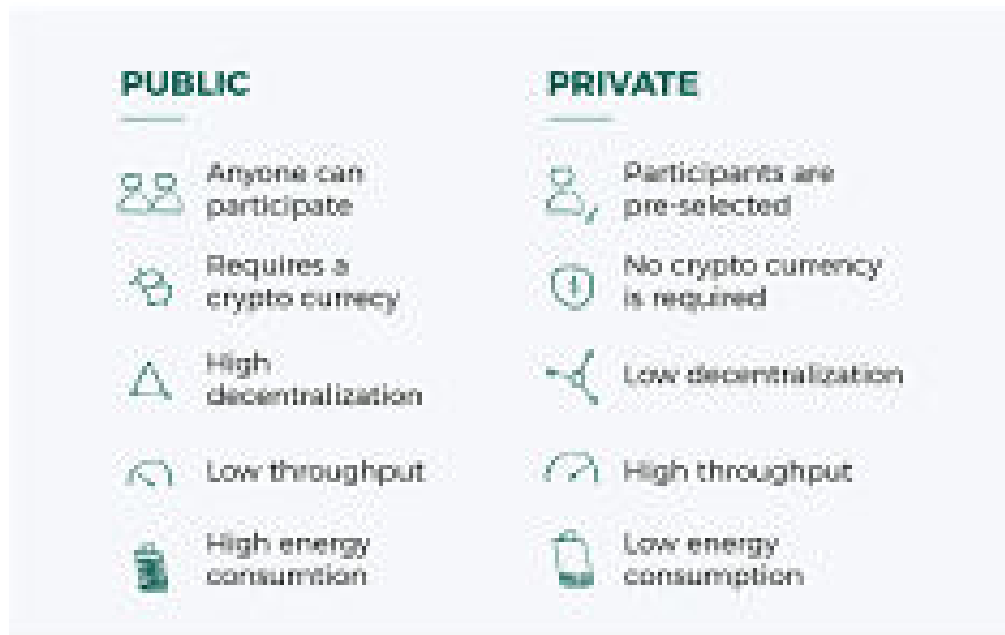 PUBLIC
Anyone can
participate
Requires a
crypto currecy
High
decentralization
Low throughput
High energy
consumtion
PRIVATE
Participants are
pre-selected
No crypto currency
is required
Low decentralization
High throughput
Low energy
consumption